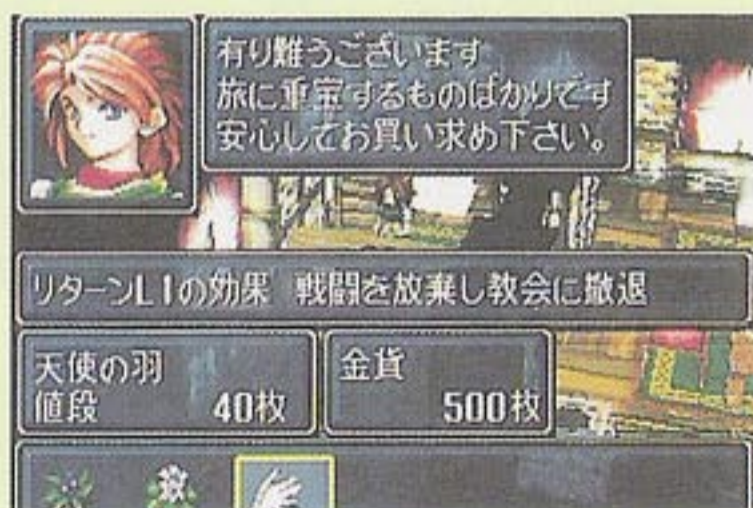 有り難うございます
旅に重宝するものばかりです
安心してお買い求め下さい。
リターンL1の効果 戦闘を放棄し教会に撤退
天使の羽
値段 40枚
金貨
500枚